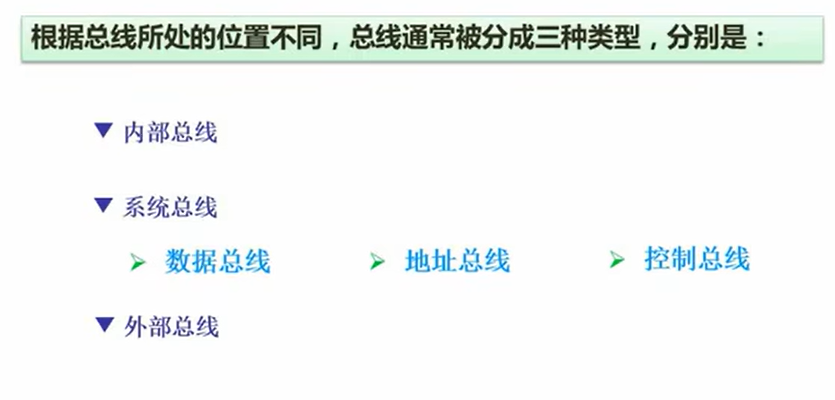 根据总线所处的位置不同，总线通常被分成三种类型，分别是：
内部总线
系统总线
数据总线 地址总线 控制总线
外部总线